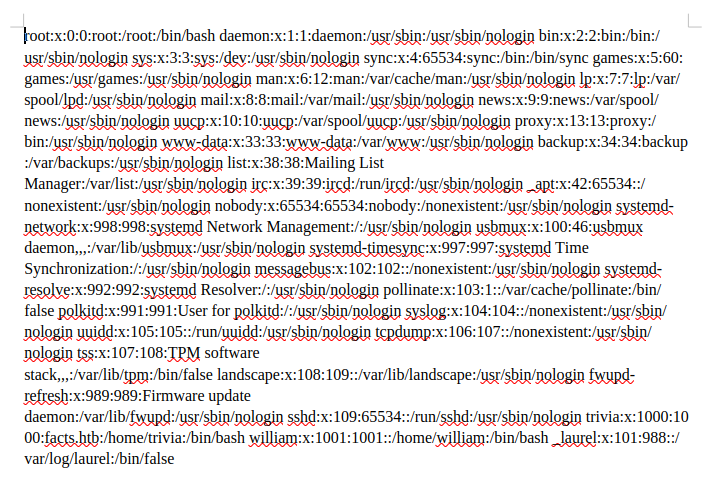 root:x:0:0:root:/root:/bin/bash daemon:x:1:1:daemon:/usr/sbin:/usr/sbin/nologin bin:x:2:2:bin:/bin:/
usr/sbin/nologin sys:x:3:3:sys:/dev:/usr/sbin/nologin sync:x:4:65534:sync:/bin:/bin/sync games:x:5:60:
games:/usr/games:/usr/sbin/nologin man:x:6:12:man:/var/cache/man:/usr/sbin/nologin lp:x:7:7:lp:/var/
spool/lpd:/usr/sbin/nologin mail:x:8:8:mail:/var/mail:/usr/sbin/nologin news:x:9:9:news:/var/spool/
news:/usr/sbin/nologin uucp:x:10:10:uucp:/var/spool/uucp:/usr/sbin/nologin proxy:x:13:13:proxy:/
bin:/usr/sbin/nologin www-data:x:33:33:www-data:/var/www:/usr/sbin/nologin backup:x:34:34:backup
:/var/backups:/usr/sbin/nologin list:x:38:38:Mailing List
Manager:/var/list:/usr/sbin/nologin irc:x:39:39:ircd:/run/ircd:/usr/sbin/nologin _apt:x:42:65534::/
nonexistent:/usr/sbin/nologin nobody:x:65534:65534:nobody:/nonexistent:/usr/sbin/nologin systemd-
network:x:998:998:systemd Network Management:/:/usr/sbin/nologin usbmux:x:100:46:usbmux
daemon,,,:/var/lib/usbmux:/usr/sbin/nologin systemd-timesync:x:997:997:systemd Time
Synchronization:/:/usr/sbin/nologin messagebus:x:102:102::/nonexistent:/usr/sbin/nologin systemd-
resolve:x:992:992:systemd Resolver:/:/usr/sbin/nologin pollinate:x:103:1::/var/cache/pollinate:/bin/
false polkitd:x:991:991:User for polkitd:/:/usr/sbin/nologin syslog:x:104:104::/nonexistent:/usr/sbin/
nologin uuidd:x:105:105::/run/uuidd:/usr/sbin/nologin tcpdump:x:106:107::/nonexistent:/usr/sbin/
nologin tss:x:107:108:TPM software
stack,,,:/var/lib/tpm:/bin/false landscape:x:108:109::/var/lib/landscape:/usr/sbin/nologin fwupd-
refresh:x:989:989:Firmware update
daemon:/var/lib/fwupd:/usr/sbin/nologin sshd:x:109:65534::/run/sshd:/usr/sbin/nologin trivia:x:1000:10
00:facts.htb:/home/trivia:/bin/bash william:x:1001:1001::/home/william:/bin/bash _laurel:x:101:988::/
var/log/laurel:/bin/false